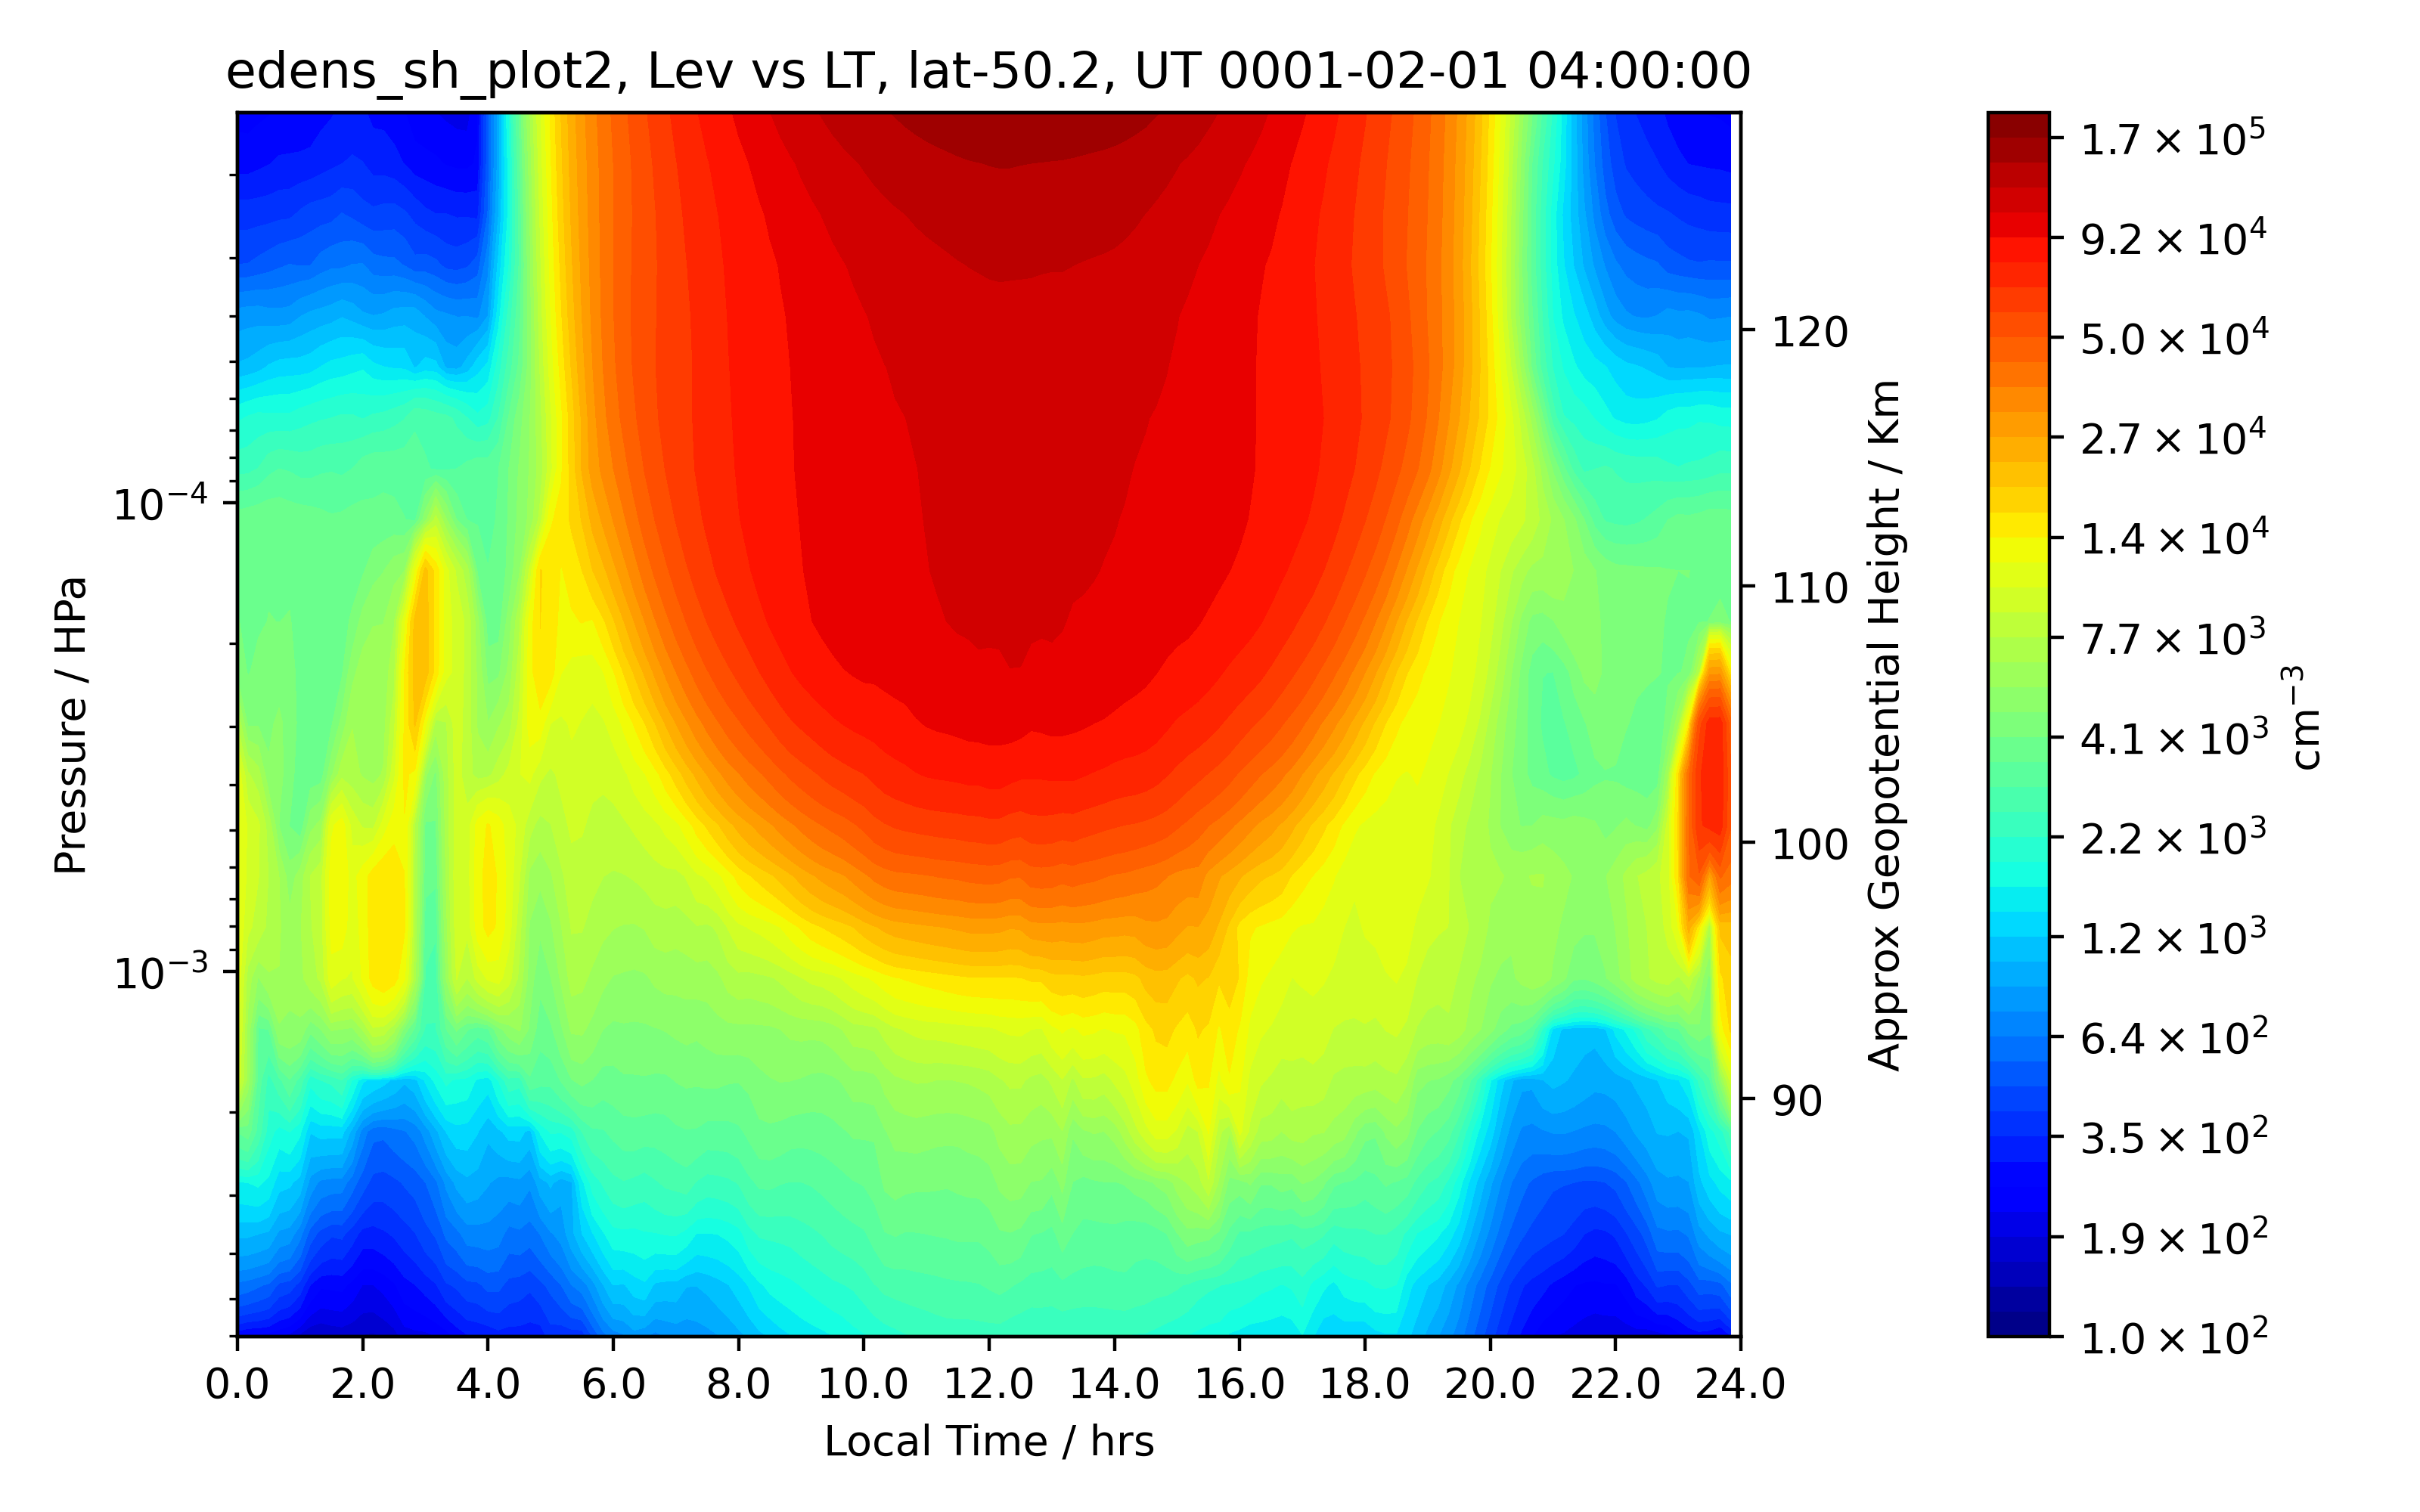 edens_sh_plot2, Lev vs LT, lat-50.2, UT 0001-02-01 04:00:00
Pressure / HPa
10⁻⁴
10⁻³
0.0 2.0 4.0 6.0 8.0 10.0 12.0 14.0 16.0 18.0 20.0 22.0 24.0
Local Time / hrs
120
110
100
90
Approx Geopotential Height / Km
1.7 × 10⁵
9.2 × 10⁴
5.0 × 10⁴
2.7 × 10⁴
1.4 × 10⁴
7.7 × 10³
4.1 × 10³
2.2 × 10³
1.2 × 10³
6.4 × 10²
3.5 × 10²
1.9 × 10²
1.0 × 10²
cm⁻³